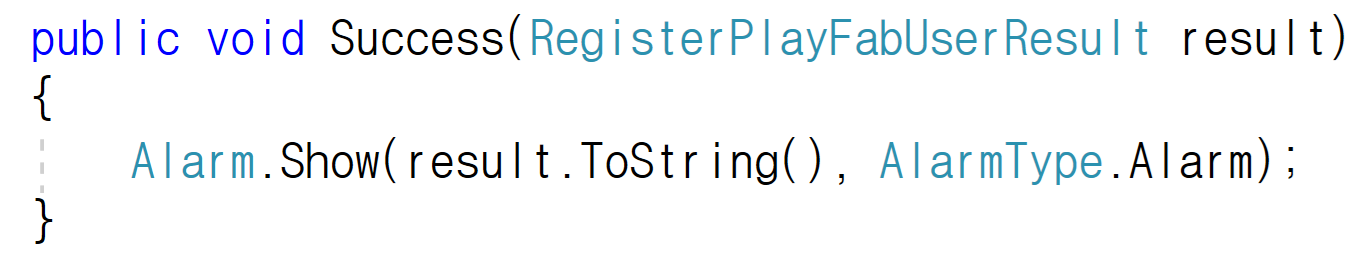 public void Success(RegisterPlayFabUserResult result)
{
Alarm.Show(result.ToString(), AlarmType.Alarm);
}